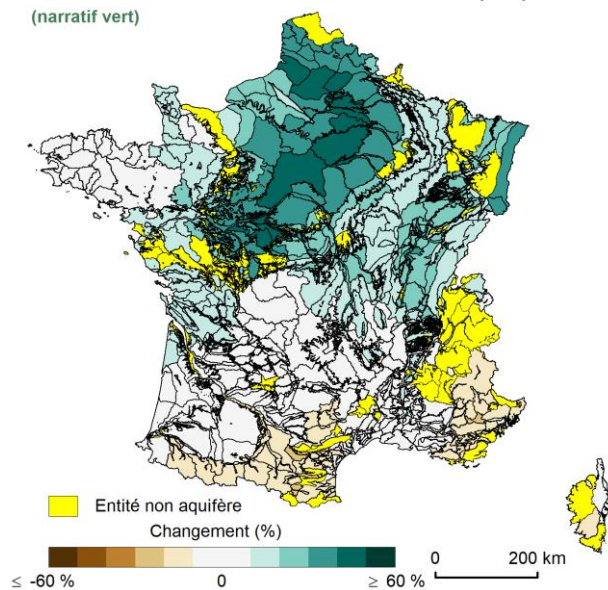 (narratif vert)
Entité non aquifère
Changement (%)
≤ -60 % 0 ≥ 60 % 0 200 km